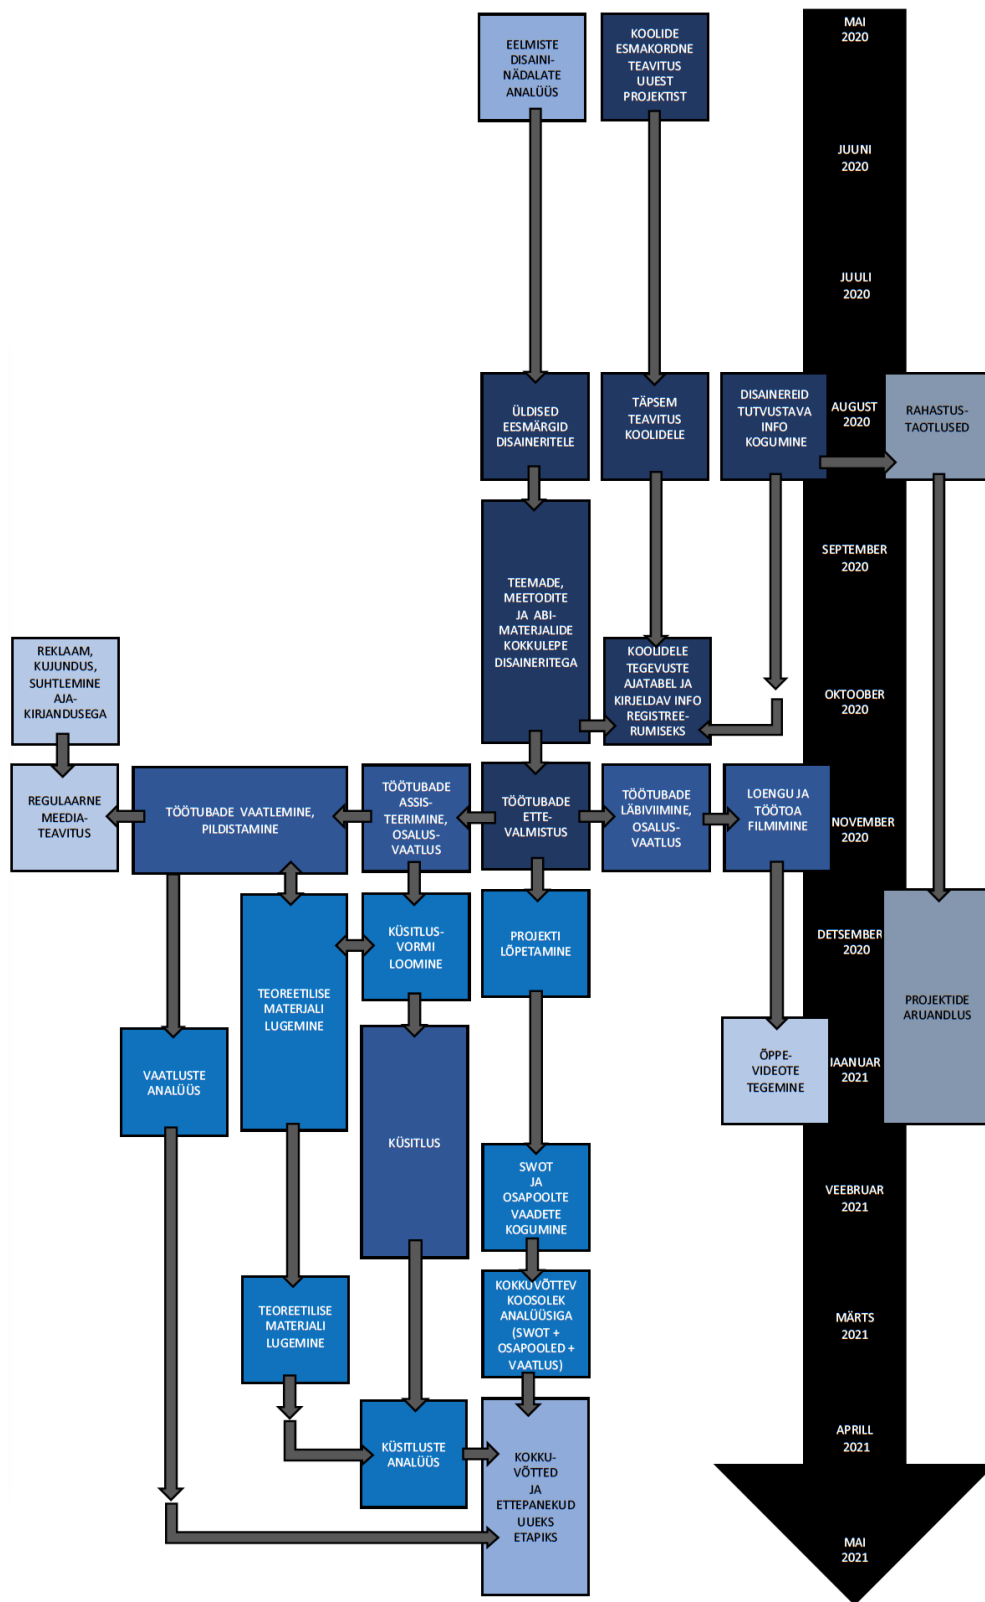 MAI
2020
EELMISTE
DISAINI-
NÄDALATE
ANALÜÜS
KOOLIDE
ESMAKORDNE
TEAVITUS
UUEST
PROJEKTIST
JUUNI
2020
JUULI
2020
ÜLDISED
EESMÄRGID
DISAINERITELE
TÄPSEM
TEAVITUS
KOOLIDELE
DISAINEREID
TUTVUSTAVA
INFO
KOGUMINE
AUGUST
2020
RAHASTUS-
TAOTLUSED
SEPTEMBER
2020
TEEMADE,
MEETODITE
JA ABI-
MATERJALIDE
KOKKULEPE
DISAINERITEGA
REKLAAM,
KUJUNDUS,
SUHTLEMINE
AJA-
KIRJANDUSEGA
KOOLIDELE
TEGEVUSTE
AJATABEL JA
KIRJELDAV INFO
REGISTREE-
RUMISEKS
OKTOOBER
2020
REGULAARNE
MEEDIA-
TEAVITUS
TÖÖTUBADE VAATLEMINE,
PILDISTAMINE
TÖÖTUBADE
ASSIS-
TEERIMINE,
OSALUS-
VAATLUS
TÖÖTUBADE
ETTE-
VALMISTUS
TÖÖTUBADE
LÄBIVIIMINE,
OSALUS-
VAATLUS
LOENGU JA
TÖÖTOA
FILMIMINE
NOVEMBER
2020
KÜSITLUS-
VORMI
LOOMINE
PROJEKTI
LÕPETAMINE
DETSEMBER
2020
TEOREETILISE
MATERJALI
LUGEMINE
PROJEKTIDE
ARUANDLUS
VAATLUSTE
ANALÜÜS
ÕPPE-
VIDEOTE
TEGEMINE
JAANUAR
2021
KÜSITLUS
SWOT
JA
OSAPOOLTE
VAADETE
KOGUMINE
VEEBRUAR
2021
TEOREETILISE
MATERJALI
LUGEMINE
KOKKUVÕTTEV
KOOSOLEK
ANALÜÜSIGA
(SWOT +
OSAPOOLED +
VAATLUS)
MÄRTS
2021
KÜSITLUSTE
ANALÜÜS
APRILL
2021
KOKKU-
VÕTTED
JA
ETTEPANEKUD
UUEKS
ETAPIKS
MAI
2021